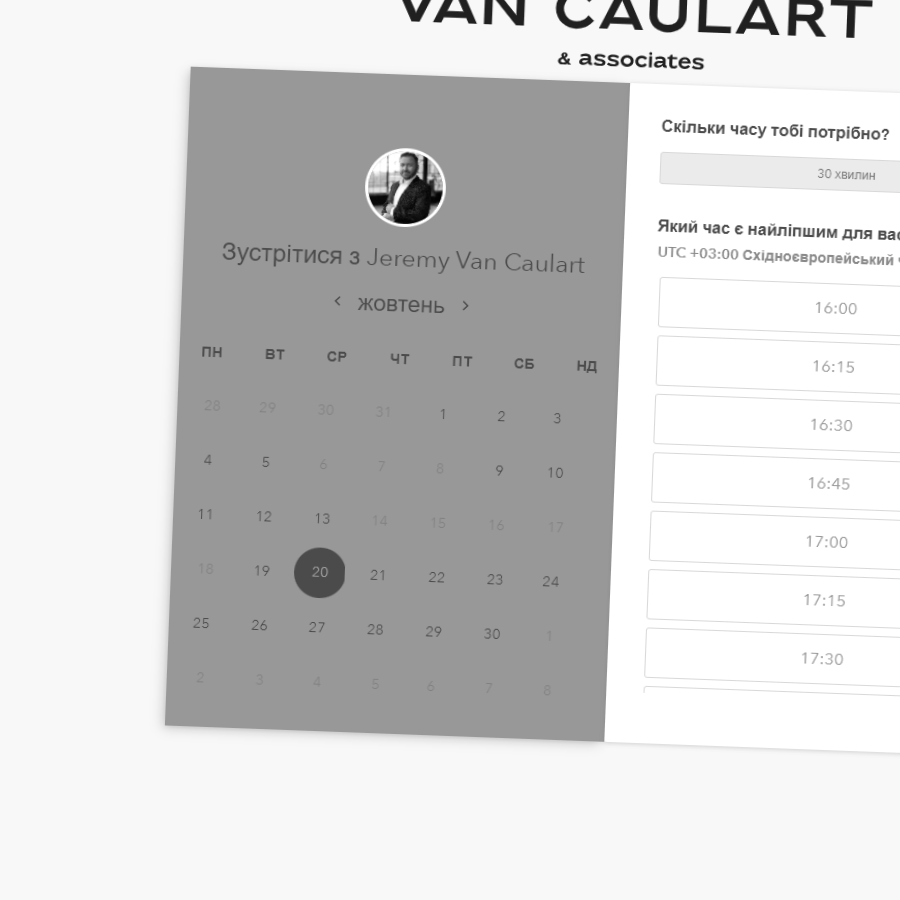 VAN CAULART
& associates
Зустрітися з Jeremy Van Caulart
жовтень
ПН ВТ СР ЧТ ПТ СБ НД
28 29 30 31 1 2 3
4 5 6 7 8 9 10
11 12 13 14 15 16 17
18 19 20 21 22 23 24
25 26 27 28 29 30 1
2 3 4 5 6 7 8
Скільки часу тобі потрібно?
30 хвилин
Який час є найліпшим для вас
UTC +03:00 Східноєвропейський
16:00
16:15
16:30
16:45
17:00
17:15
17:30